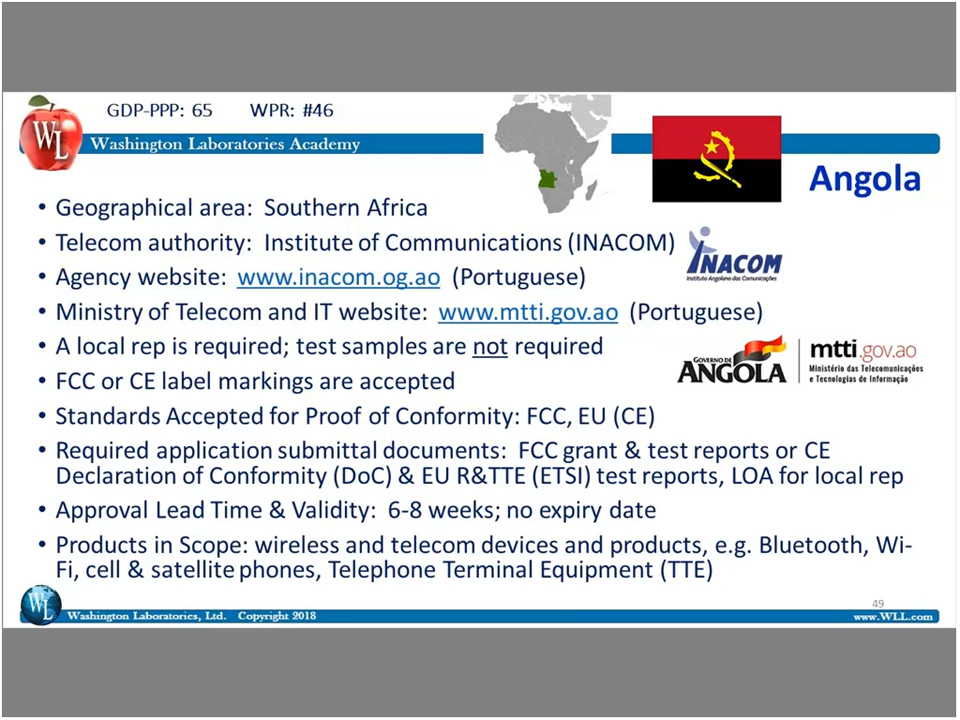 GDP-PPP: 65 WPR: #46
WL
Washington Laboratories Academy
Angola
• Geographical area: Southern Africa
• Telecom authority: Institute of Communications (INACOM)
INACOM
Instituto Angolano das Comunicações
• Agency website: www.inacom.og.ao (Portuguese)
• Ministry of Telecom and IT website: www.mtti.gov.ao (Portuguese)
• A local rep is required; test samples are not required
GOVERNO DE
ANGOLA
mtti.gov.ao
Ministério das Telecomunicações
e Tecnologias de Informação
• FCC or CE label markings are accepted
• Standards Accepted for Proof of Conformity: FCC, EU (CE)
• Required application submittal documents: FCC grant & test reports or CE
Declaration of Conformity (DoC) & EU R&TTE (ETSI) test reports, LOA for local rep
• Approval Lead Time & Validity: 6-8 weeks; no expiry date
• Products in Scope: wireless and telecom devices and products, e.g. Bluetooth, Wi-
Fi, cell & satellite phones, Telephone Terminal Equipment (TTE)
49
WL
Washington Laboratories, Ltd. Copyright 2018
www.WLL.com